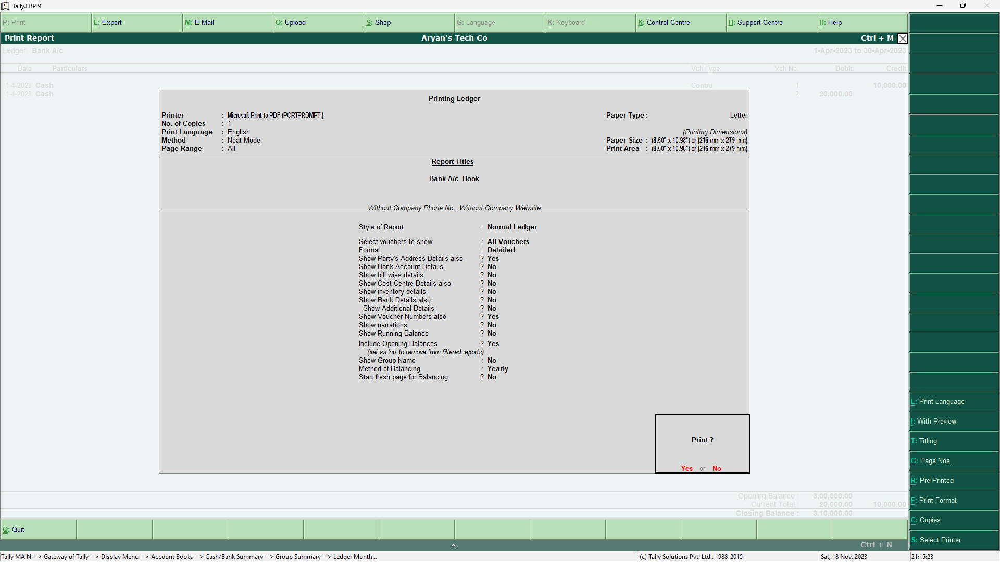 Tally.ERP 9
P: Print E: Export M: E-Mail O: Upload S: Shop G: Language K: Keyboard K: Control Centre H: Support Centre H: Help
Print Report Aryan's Tech Co Ctrl + M
Ledger: Bank A/c 1-Apr-2023 to 30-Apr-2023
Date Particulars Vch Type Vch No. Debit Credit
1-4-2023 Cash Contra 1 10,000.00
1-4-2023 Cash 2 20,000.00
Printing Ledger
Printer : Microsoft Print to PDF (PORTPROMPT:) Paper Type : Letter
No. of Copies : 1
Print Language : English (Printing Dimensions)
Method : Neat Mode Paper Size : (8.50" x 10.98") or (216 mm x 279 mm)
Page Range : All Print Area : (8.50" x 10.98") or (216 mm x 279 mm)
Report Titles
Bank A/c Book
Without Company Phone No., Without Company Website
Style of Report : Normal Ledger
Select vouchers to show : All Vouchers
Format : Detailed
Show Party's Address Details also ? Yes
Show Bank Account Details ? No
Show bill wise details ? No
Show Cost Centre Details also ? No
Show inventory details ? No
Show Bank Details also ? No
Show Additional Details ? No
Show Voucher Numbers also ? Yes
Show narrations ? No
Show Running Balance ? No
Include Opening Balances ? Yes
(set as 'no' to remove from filtered reports)
Show Group Name : No
Method of Balancing : Yearly
Start fresh page for Balancing ? No
Print ?
Yes or No
Opening Balance : 3,00,000.00
Current Total : 20,000.00 10,000.00
Closing Balance : 3,10,000.00
L: Print Language
I: With Preview
T: Titling
G: Page Nos.
R: Pre-Printed
F: Print Format
C: Copies
S: Select Printer
Q: Quit
Ctrl + N
Tally MAIN --> Gateway of Tally --> Display Menu --> Account Books --> Cash/Bank Summary --> Group Summary --> Ledger Month... (c) Tally Solutions Pvt. Ltd., 1988-2015 Sat, 18 Nov, 2023 21:15:23